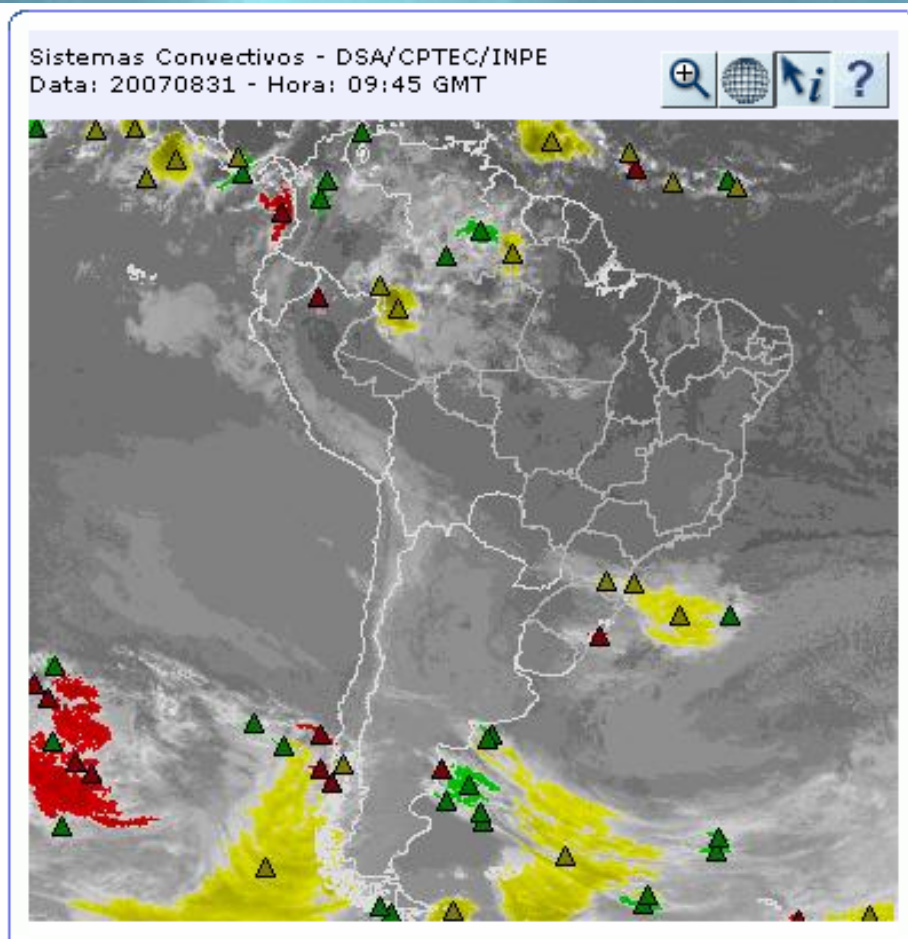 Sistemas Convectivos - DSA/CPTEC/INPE
Data: 20070831 - Hora: 09:45 GMT
i ?